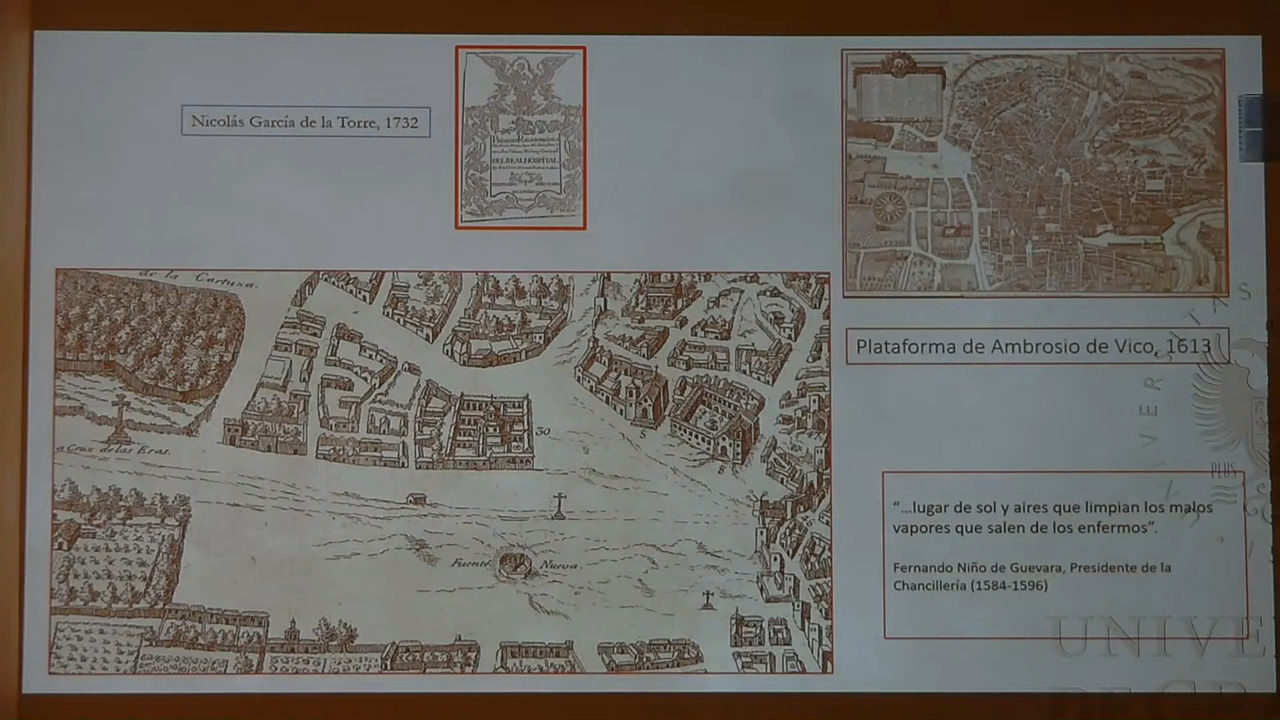 Nicolás García de la Torre, 1732
DEL REAL HOSPITAL
Plataforma de Ambrosio de Vico, 1613
de la Cartuxa.
30
S
8
a Cruz de las Eras.
Fuente Nueva
"...lugar de sol y aires que limpian los malos
vapores que salen de los enfermos".
Fernando Niño de Guevara, Presidente de la
Chancillería (1584-1596)
PLUS
UNIVE